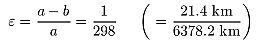 ε = (a − b)/a = 1/298 ( = 21.4 km/6378.2 km )